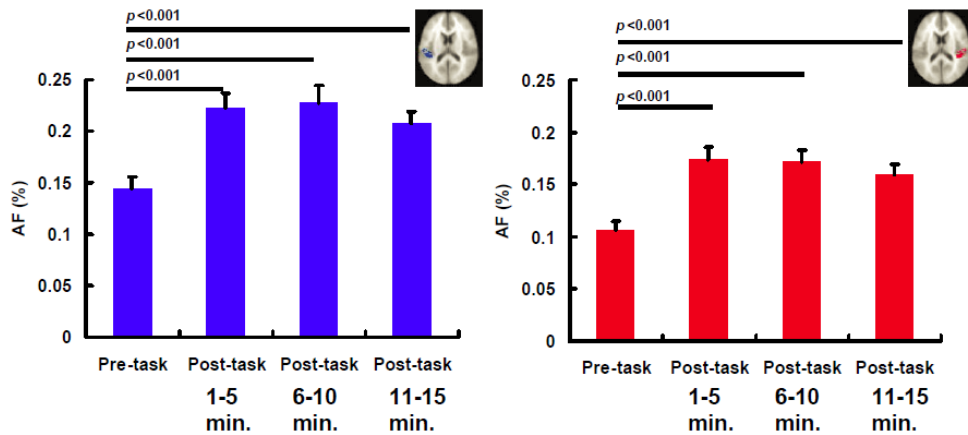 p<0.001
p<0.001
p<0.001
0.25
0.2
0.15
0.1
0.05
0
AF (%)
Pre-task Post-task Post-task Post-task
1-5 6-10 11-15
min. min. min.
p<0.001
p<0.001
p<0.001
0.25
0.2
0.15
0.1
0.05
0
AF (%)
Pre-task Post-task Post-task Post-task
1-5 6-10 11-15
min. min. min.